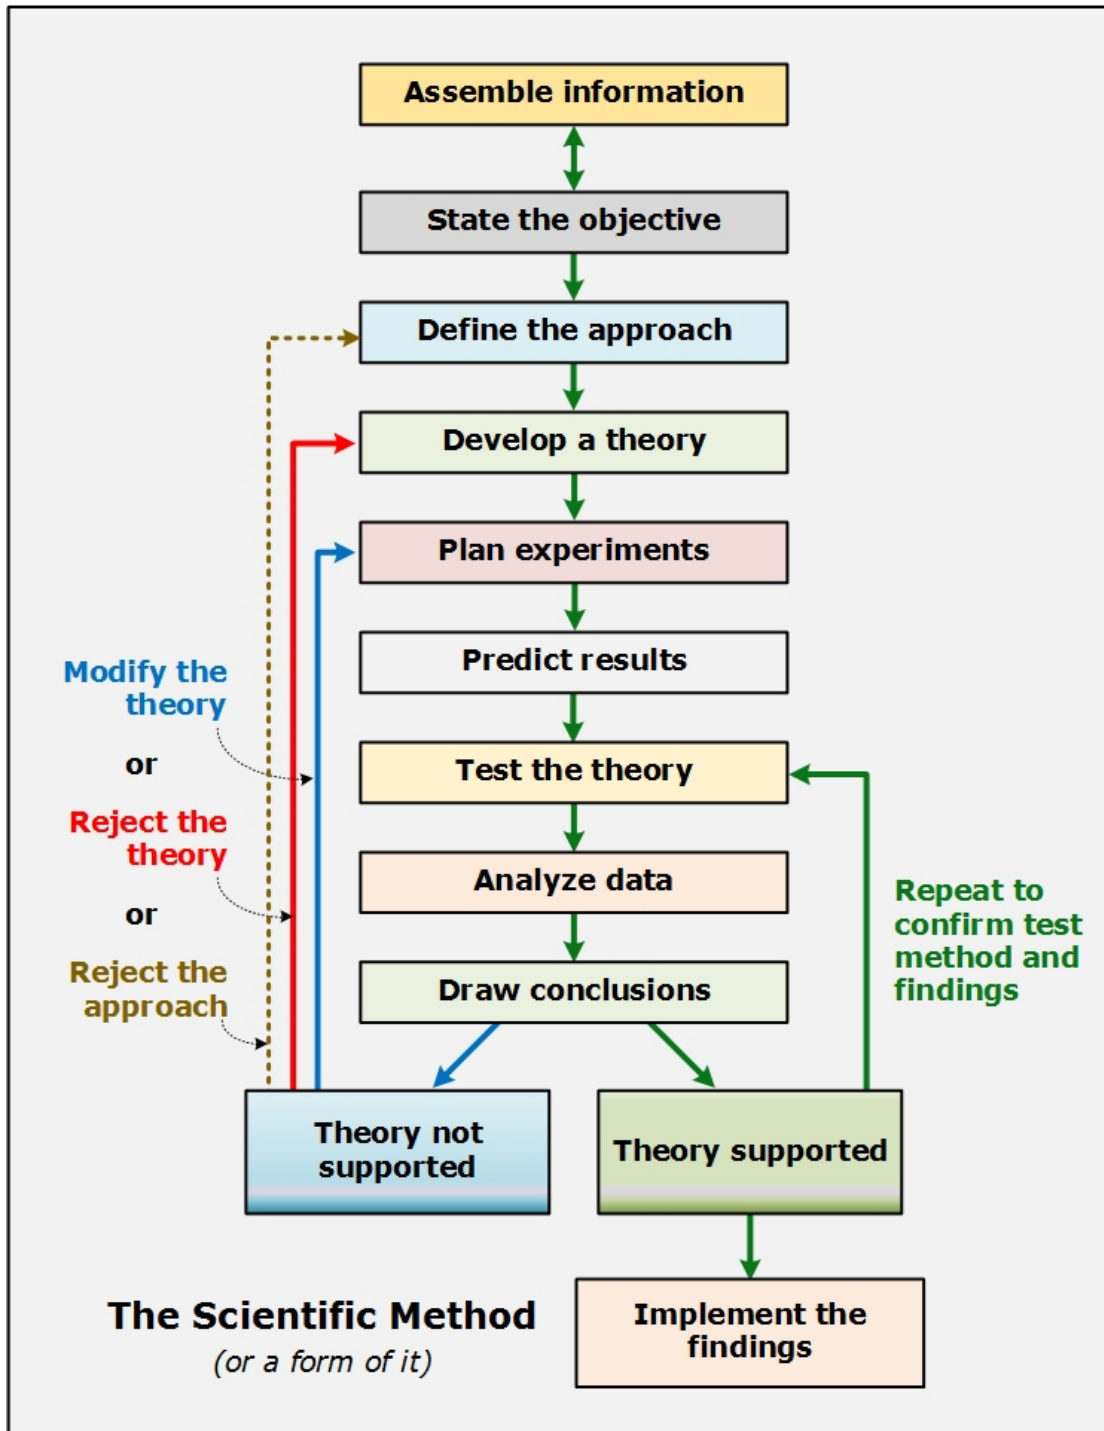 Assemble information
State the objective
Define the approach
Develop a theory
Plan experiments
Predict results
Modify the
theory
or
Reject the
theory
or
Reject the
approach
Test the theory
Analyze data
Draw conclusions
Repeat to
confirm test
method and
findings
Theory not
supported
Theory supported
Implement the
findings
The Scientific Method
(or a form of it)